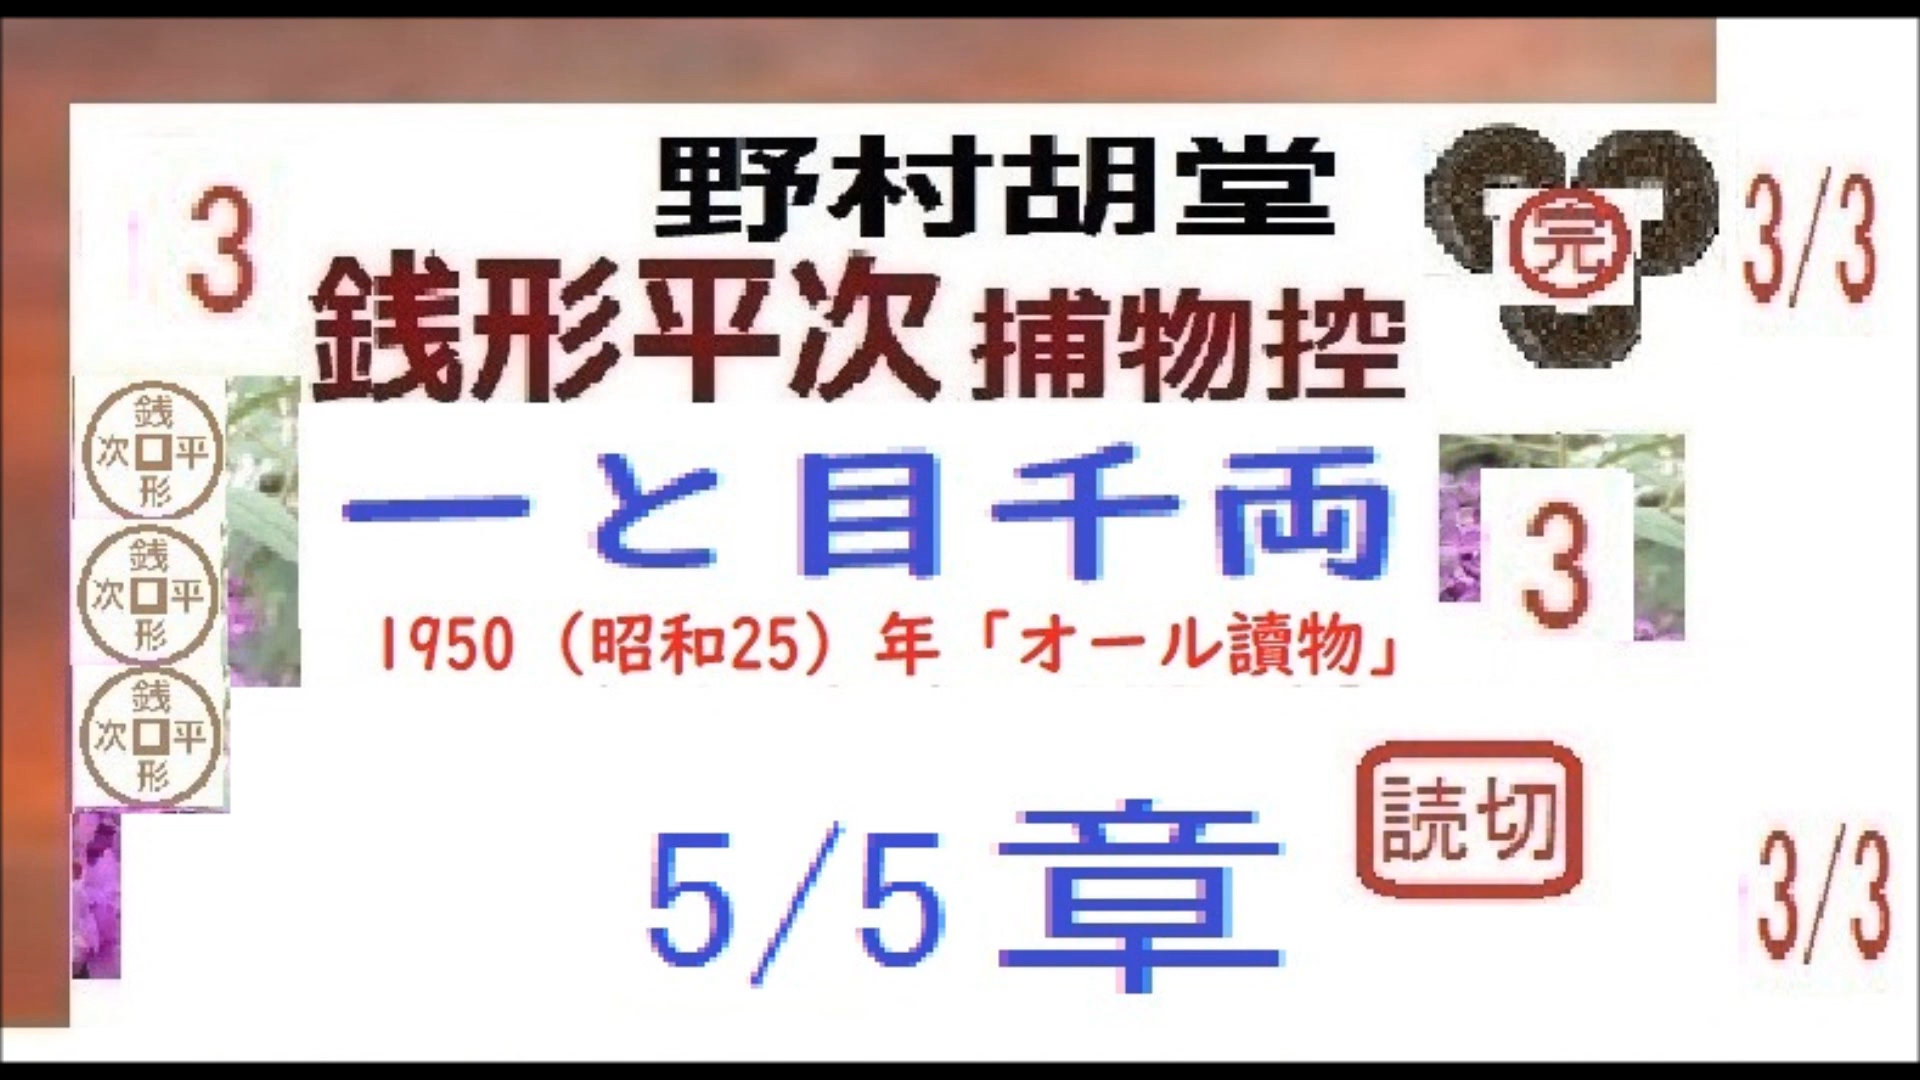 野村胡堂
完
3/3
3
銭形平次 捕物控
一と目千両
3
1950（昭和25）年「オール讀物」
銭形平次
銭形平次
銭形平次
読切
5/5章
3/3